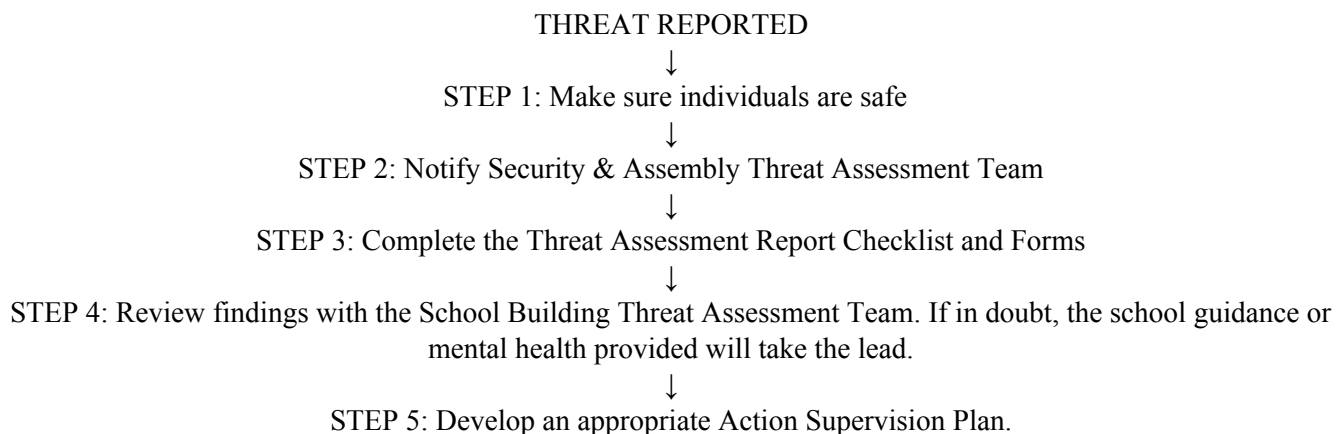 THREAT REPORTED
↓
STEP 1: Make sure individuals are safe
↓
STEP 2: Notify Security & Assembly Threat Assessment Team
↓
STEP 3: Complete the Threat Assessment Report Checklist and Forms
↓
STEP 4: Review findings with the School Building Threat Assessment Team. If in doubt, the school guidance or
mental health provided will take the lead.
↓
STEP 5: Develop an appropriate Action Supervision Plan.